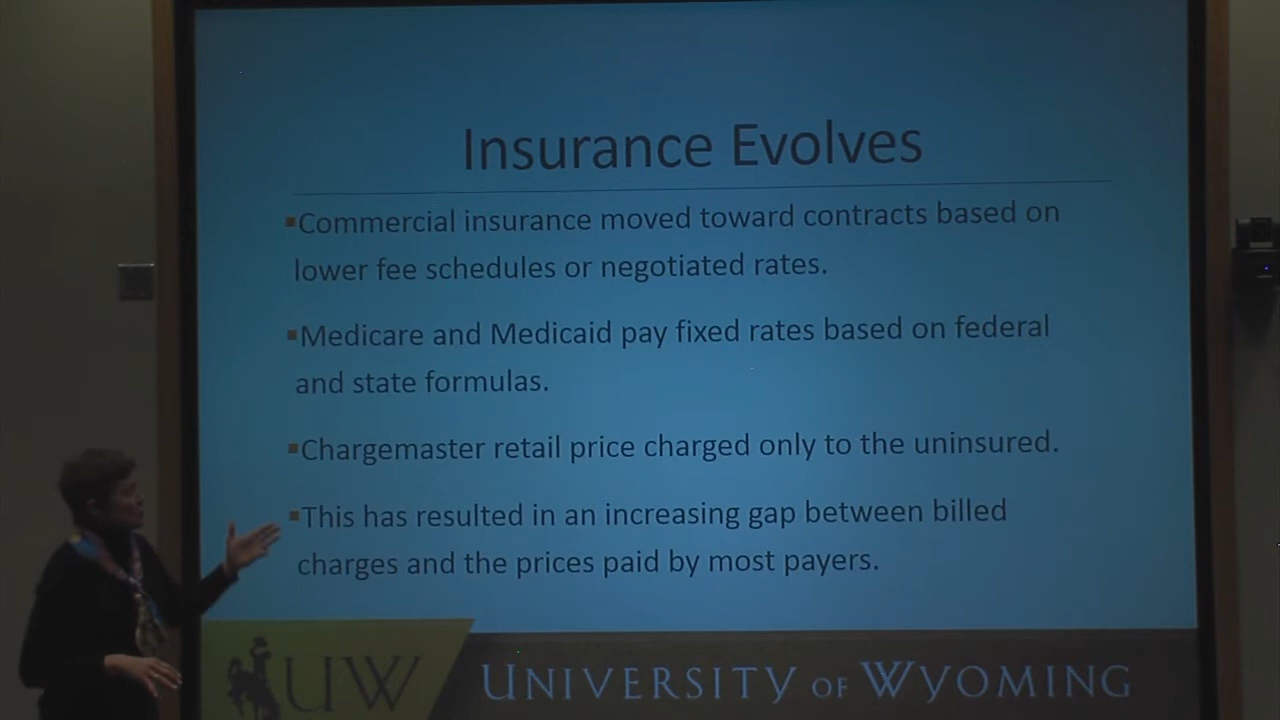 Insurance Evolves
▪Commercial insurance moved toward contracts based on
lower fee schedules or negotiated rates.
▪Medicare and Medicaid pay fixed rates based on federal
and state formulas.
▪Chargemaster retail price charged only to the uninsured.
▪This has resulted in an increasing gap between billed
charges and the prices paid by most payers.
UW UNIVERSITY OF WYOMING